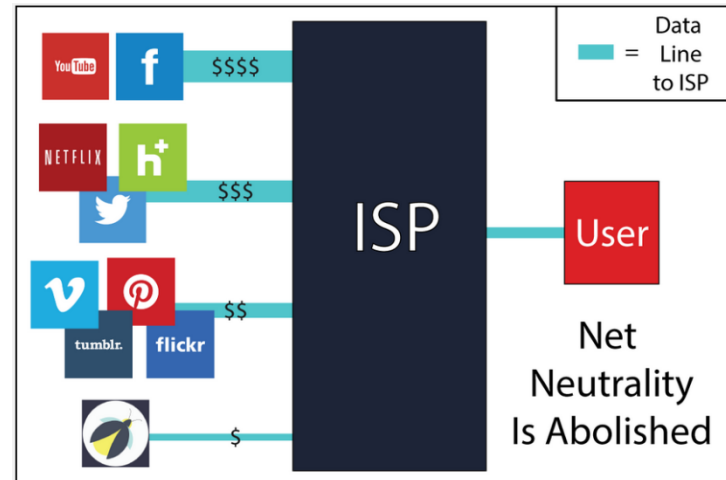 YouTube
f
$$$$
NETFLIX
h+
$$$
V
$$
tumblr.
flickr
$
ISP
= Data
Line
to ISP
User
Net
Neutrality
Is Abolished